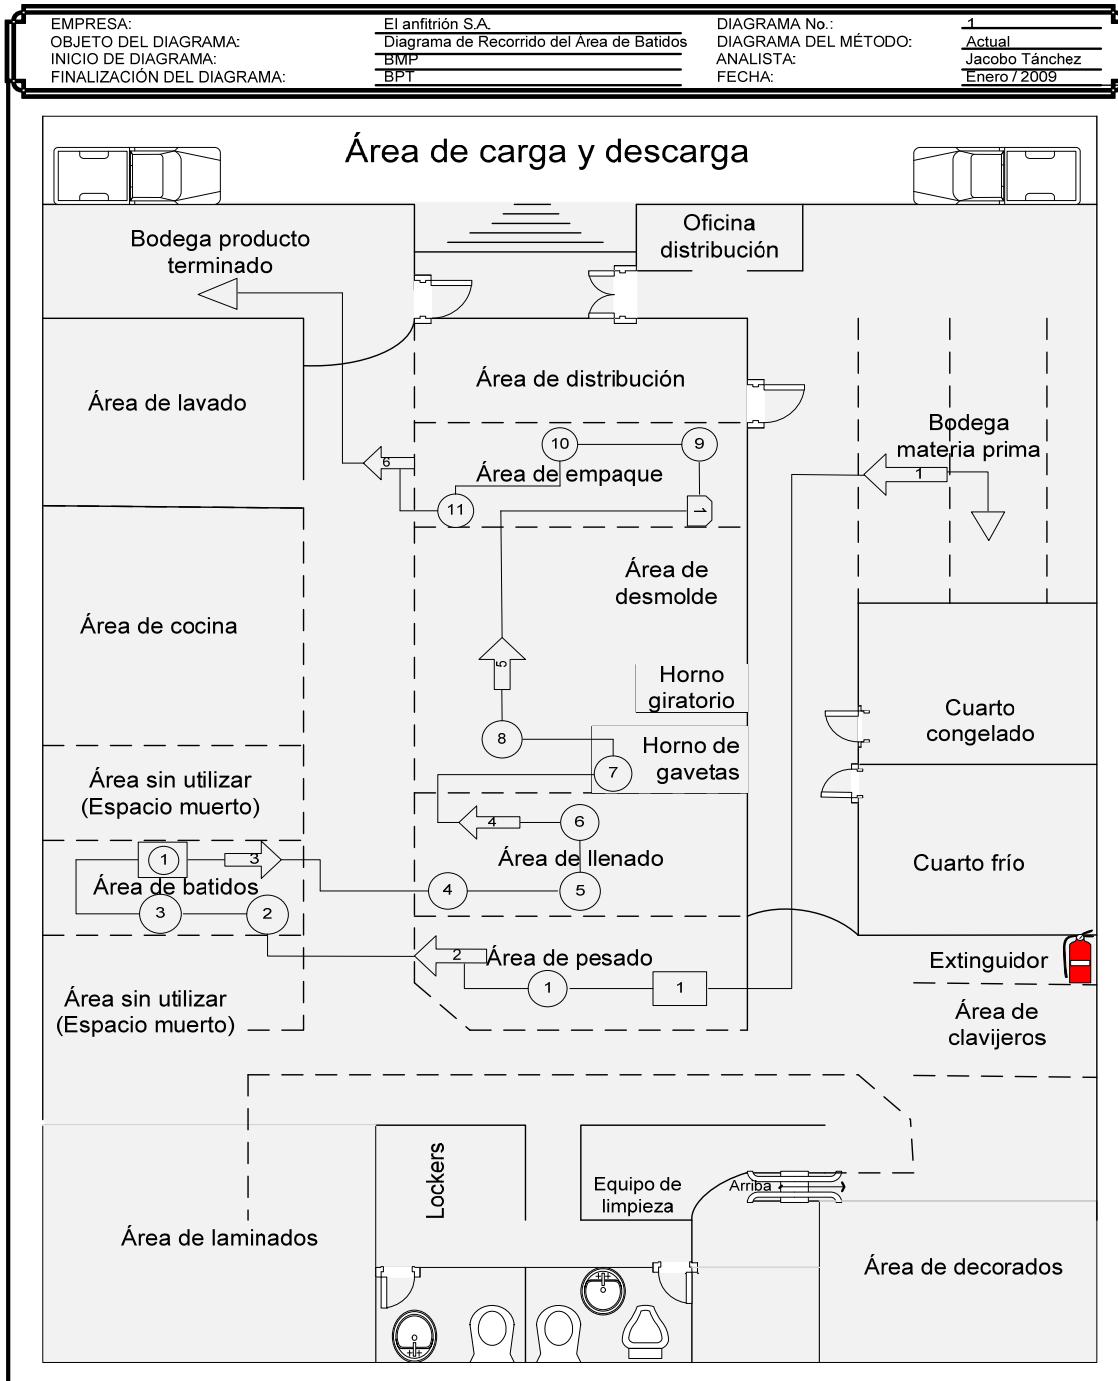 EMPRESA: El anfitrión S.A. DIAGRAMA No.: 1
OBJETO DEL DIAGRAMA: Diagrama de Recorrido del Área de Batidos DIAGRAMA DEL MÉTODO: Actual
INICIO DE DIAGRAMA: BMP ANALISTA: Jacobo Tánchez
FINALIZACIÓN DEL DIAGRAMA: BPT FECHA: Enero / 2009
Área de carga y descarga
Bodega producto
terminado
Oficina
distribución
Área de lavado
Área de distribución
Bodega
materia prima
10
9
6
Área de empaque
1
11
1
Área de
desmolde
Área de cocina
5
Horno
giratorio
Cuarto
congelado
8
Horno de
gavetas
7
Área sin utilizar
(Espacio muerto)
4
6
1
3
Área de llenado
Cuarto frío
Área de batidos
3
2
4
5
2
Área de pesado
Extinguidor
1
1
Área sin utilizar
(Espacio muerto)
Área de
clavijeros
Lockers
Equipo de
limpieza
Arriba
Área de laminados
Área de decorados